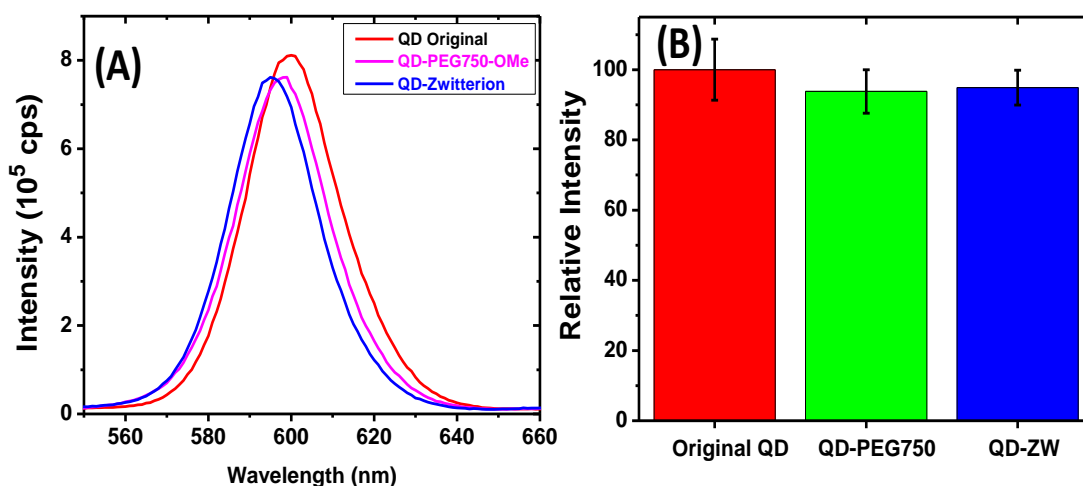 (A)
QD Original
QD-PEG750-OMe
QD-Zwitterion
Intensity (10⁵ cps)
8
6
4
2
0
560 580 600 620 640 660
Wavelength (nm)
(B)
Relative Intensity
100
80
60
40
20
0
Original QD QD-PEG750 QD-ZW